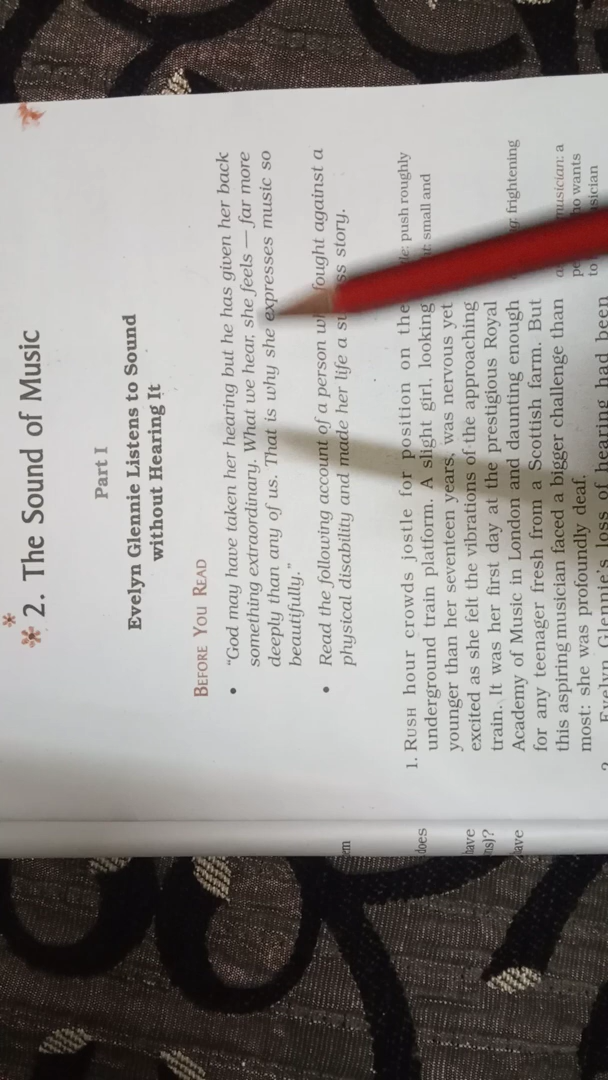 2. The Sound of Music
Part I
Evelyn Glennie Listens to Sound
without Hearing It
BEFORE YOU READ
• "God may have taken her hearing but he has given her back
something extraordinary. What we hear, she feels — far more
deeply than any of us. That is why she expresses music so
beautifully."
• Read the following account of a person fought against a
physical disability and made her life a story.
1. RUSH hour crowds jostle for position on the
underground train platform. A slight girl, looking
younger than her seventeen years, was nervous yet
excited as she felt the vibrations of the approaching
train. It was her first day at the prestigious Royal
Academy of Music in London and daunting enough
for any teenager fresh from a Scottish farm. But
this aspiring musician faced a bigger challenge than
most: she was profoundly deaf.
2. Evelyn Glennie's loss of hearing had been
push roughly
small and
frightening
musician: a
wants
to
does
have